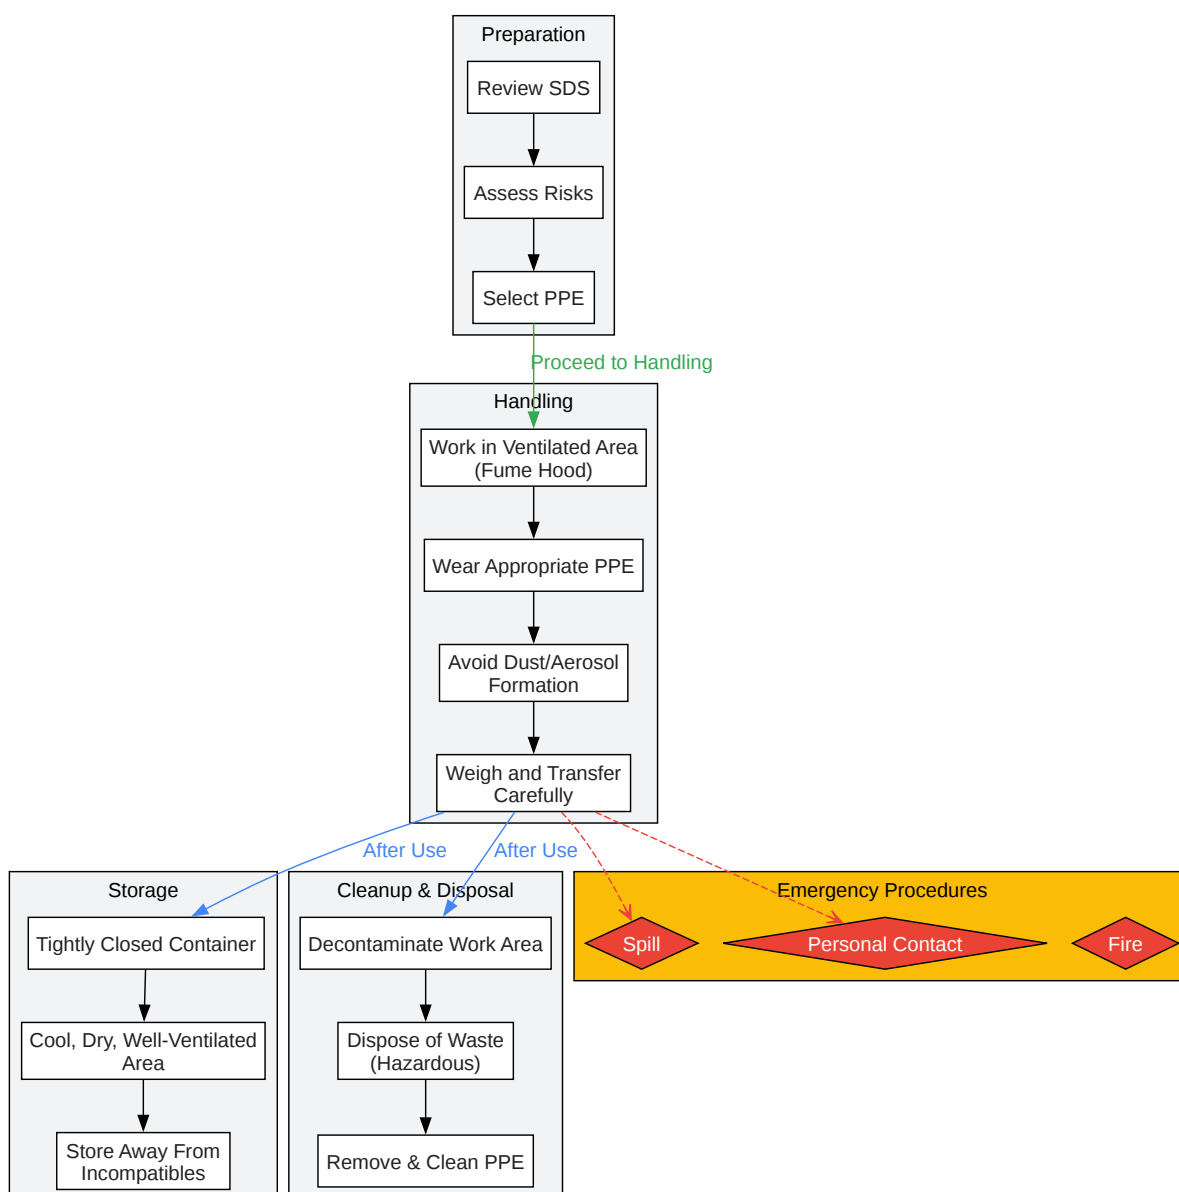 Preparation
Review SDS
Assess Risks
Select PPE
Proceed to Handling
Handling
Work in Ventilated Area
(Fume Hood)
Wear Appropriate PPE
Avoid Dust/Aerosol
Formation
Weigh and Transfer
Carefully
After Use
After Use
Storage
Tightly Closed Container
Cool, Dry, Well-Ventilated
Area
Store Away From
Incompatibles
Cleanup & Disposal
Decontaminate Work Area
Dispose of Waste
(Hazardous)
Remove & Clean PPE
Emergency Procedures
Spill
Personal Contact
Fire